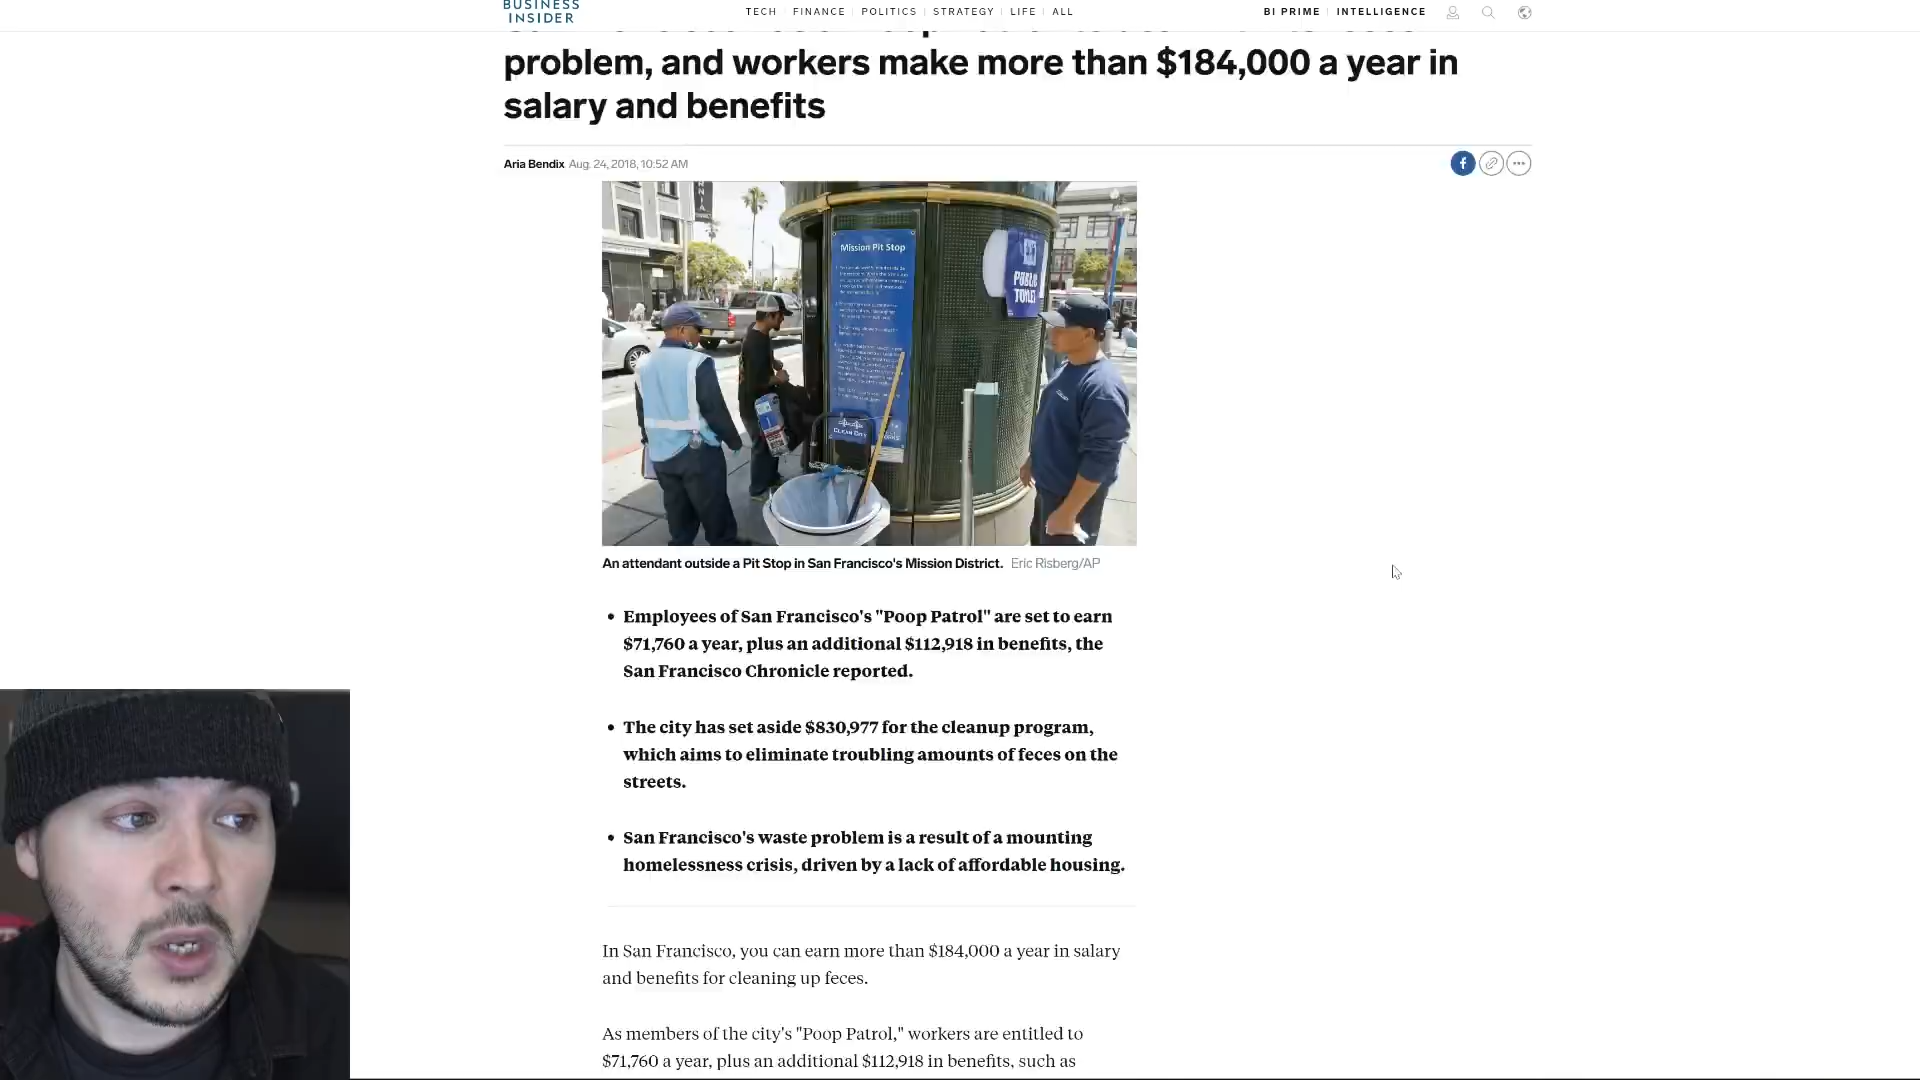 BUSINESS
INSIDER
TECH FINANCE POLITICS STRATEGY LIFE ALL
BI PRIME INTELLIGENCE
problem, and workers make more than $184,000 a year in
salary and benefits
Aria Bendix Aug. 24, 2018, 10:52 AM
Mission Pit Stop
PUBLIC
TOILET
An attendant outside a Pit Stop in San Francisco's Mission District. Eric Risberg/AP
• Employees of San Francisco's "Poop Patrol" are set to earn
$71,760 a year, plus an additional $112,918 in benefits, the
San Francisco Chronicle reported.
• The city has set aside $830,977 for the cleanup program,
which aims to eliminate troubling amounts of feces on the
streets.
• San Francisco's waste problem is a result of a mounting
homelessness crisis, driven by a lack of affordable housing.
In San Francisco, you can earn more than $184,000 a year in salary
and benefits for cleaning up feces.
As members of the city's "Poop Patrol," workers are entitled to
$71,760 a year, plus an additional $112,918 in benefits, such as